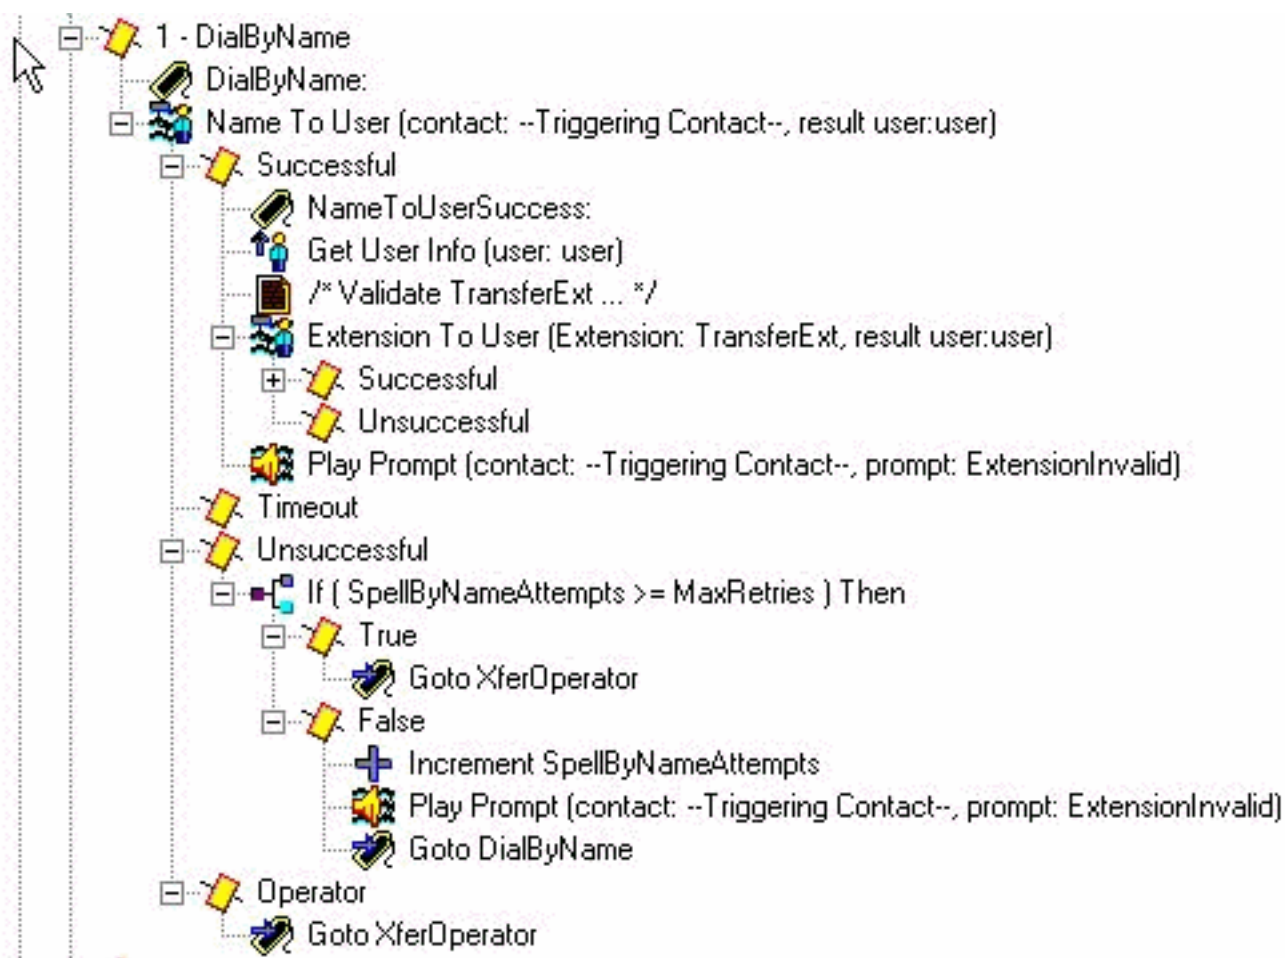 1 - DialByName
DialByName:
Name To User (contact: --Triggering Contact--, result user:user)
Successful
NameToUserSuccess:
Get User Info (user: user)
/* Validate TransferExt ... */
Extension To User (Extension: TransferExt, result user:user)
Successful
Unsuccessful
Play Prompt (contact: --Triggering Contact--, prompt: ExtensionInvalid)
Timeout
Unsuccessful
If ( SpellByNameAttempts >= MaxRetries ) Then
True
Goto XferOperator
False
Increment SpellByNameAttempts
Play Prompt (contact: --Triggering Contact--, prompt: ExtensionInvalid)
Goto DialByName
Operator
Goto XferOperator